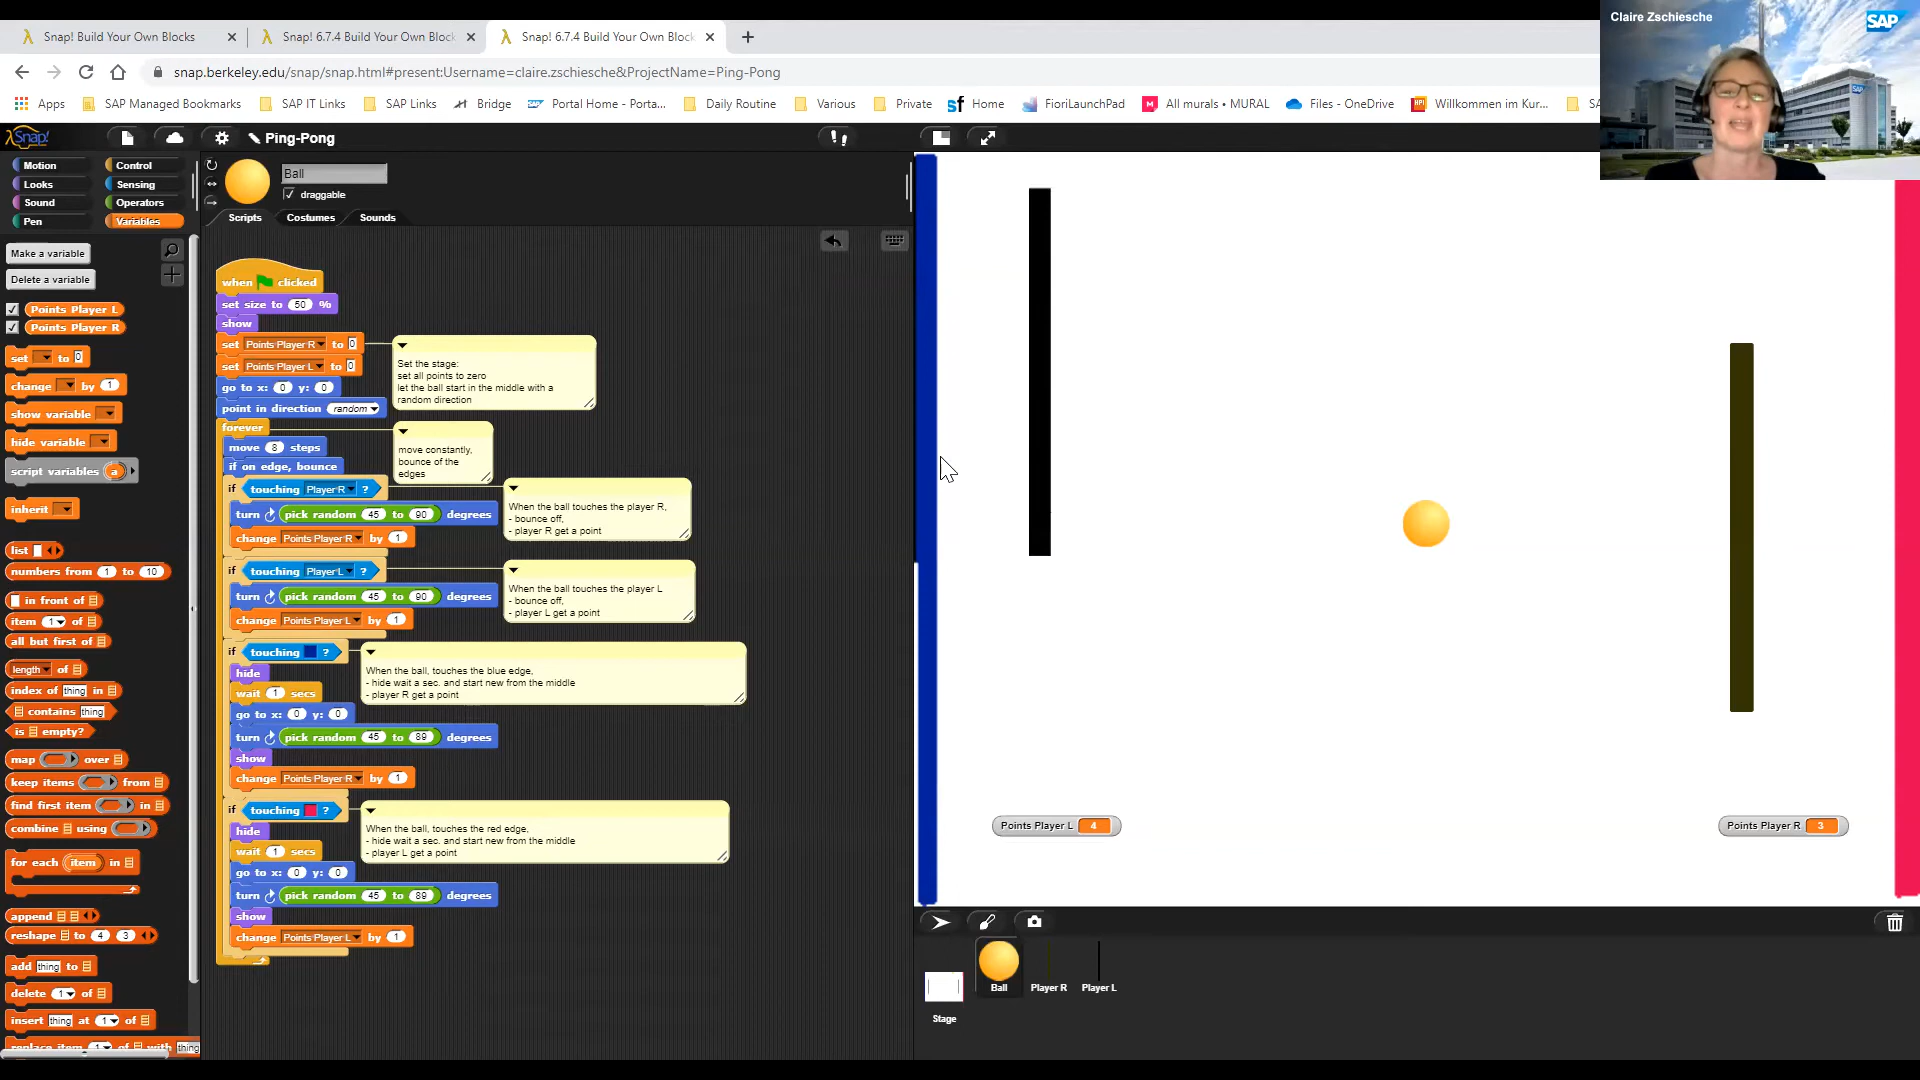 Snap! Build Your Own Blocks
Snap! 6.7.4 Build Your Own Block
Snap! 6.7.4 Build Your Own Block
Claire Zschiesche
SAP
snap.berkeley.edu/snap/snap.html#present:Username=claire.zschiesche&ProjectName=Ping-Pong
Apps
SAP Managed Bookmarks
SAP IT Links
SAP Links
Bridge
Portal Home - Porta...
Daily Routine
Various
Private
sf Home
FioriLaunchPad
All murals • MURAL
Files - OneDrive
Willkommen im Kur...
Snap!
Ping-Pong
Motion
Control
Looks
Sensing
Sound
Operators
Pen
Variables
Make a variable
Delete a variable
Points Player L
Points Player R
set to 0
change by 1
show variable
hide variable
script variables a
inherit
list
numbers from 1 to 10
in front of
item 1 of
all but first of
length of
index of thing in
contains thing
is empty?
map over
keep items from
find first item in
combine using
for each item in
append
reshape to 4 3
add thing to
delete 1 of
insert thing at 1 of
replace item 1 of with thing
Ball
draggable
Scripts
Costumes
Sounds
when clicked
set size to 50 %
show
set Points Player R to 0
set Points Player L to 0
go to x: 0 y: 0
point in direction random
forever
move 8 steps
if on edge, bounce
if touching Player R ?
turn pick random 45 to 90 degrees
change Points Player R by 1
if touching Player L ?
turn pick random 45 to 90 degrees
change Points Player L by 1
if touching ?
hide
wait 1 secs
go to x: 0 y: 0
turn pick random 45 to 89 degrees
show
change Points Player R by 1
if touching ?
hide
wait 1 secs
go to x: 0 y: 0
turn pick random 45 to 89 degrees
show
change Points Player L by 1
Set the stage:
set all points to zero
let the ball start in the middle with a
random direction
move constantly,
bounce of the
edges
When the ball touches the player R,
- bounce off,
- player R get a point
When the ball touches the player L
- bounce off,
- player L get a point
When the ball, touches the blue edge,
- hide wait a sec. and start new from the middle
- player R get a point
When the ball, touches the red edge,
- hide wait a sec. and start new from the middle
- player L get a point
Points Player L 4
Points Player R 3
Stage
Ball
Player R
Player L